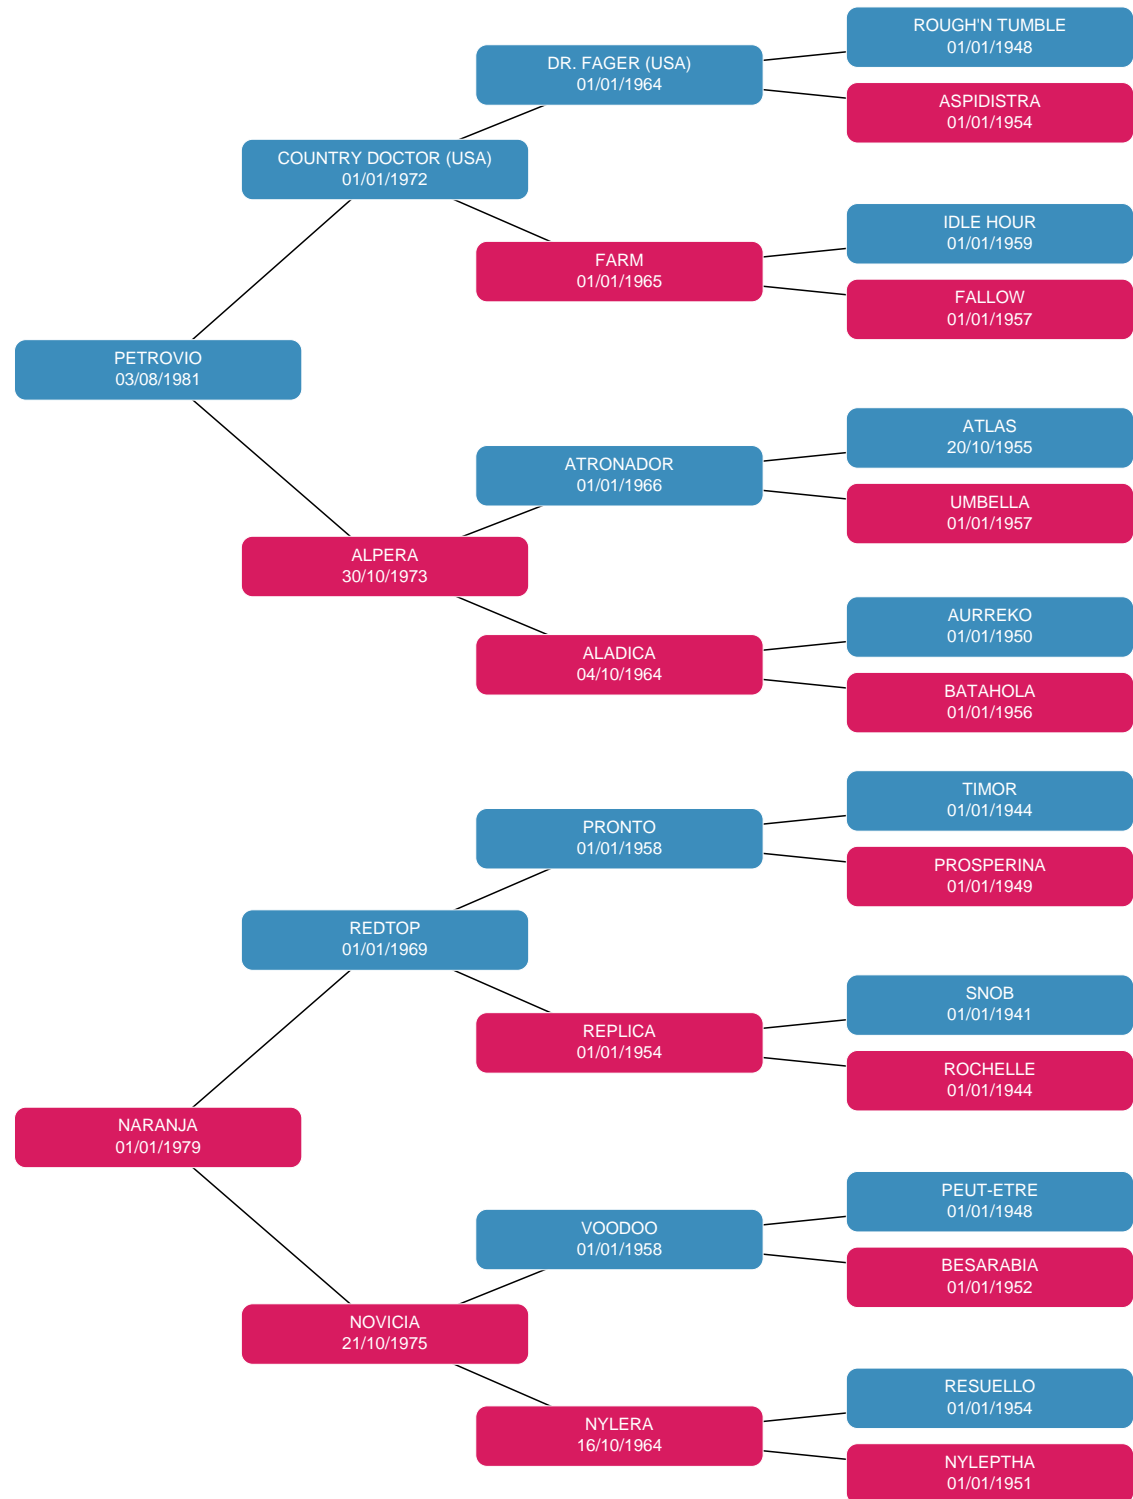 ROUGH'N TUMBLE
01/01/1948
DR. FAGER (USA)
01/01/1964
ASPIDISTRA
01/01/1954
COUNTRY DOCTOR (USA)
01/01/1972
IDLE HOUR
01/01/1959
FARM
01/01/1965
FALLOW
01/01/1957
PETROVIO
03/08/1981
ATLAS
20/10/1955
ATRONADOR
01/01/1966
UMBELLA
01/01/1957
ALPERA
30/10/1973
AURREKO
01/01/1950
ALADICA
04/10/1964
BATAHOLA
01/01/1956
TIMOR
01/01/1944
PRONTO
01/01/1958
PROSPERINA
01/01/1949
REDTOP
01/01/1969
SNOB
01/01/1941
REPLICA
01/01/1954
ROCHELLE
01/01/1944
NARANJA
01/01/1979
PEUT-ETRE
01/01/1948
VOODOO
01/01/1958
BESARABIA
01/01/1952
NOVICIA
21/10/1975
RESUELLO
01/01/1954
NYLERA
16/10/1964
NYLEPTHA
01/01/1951